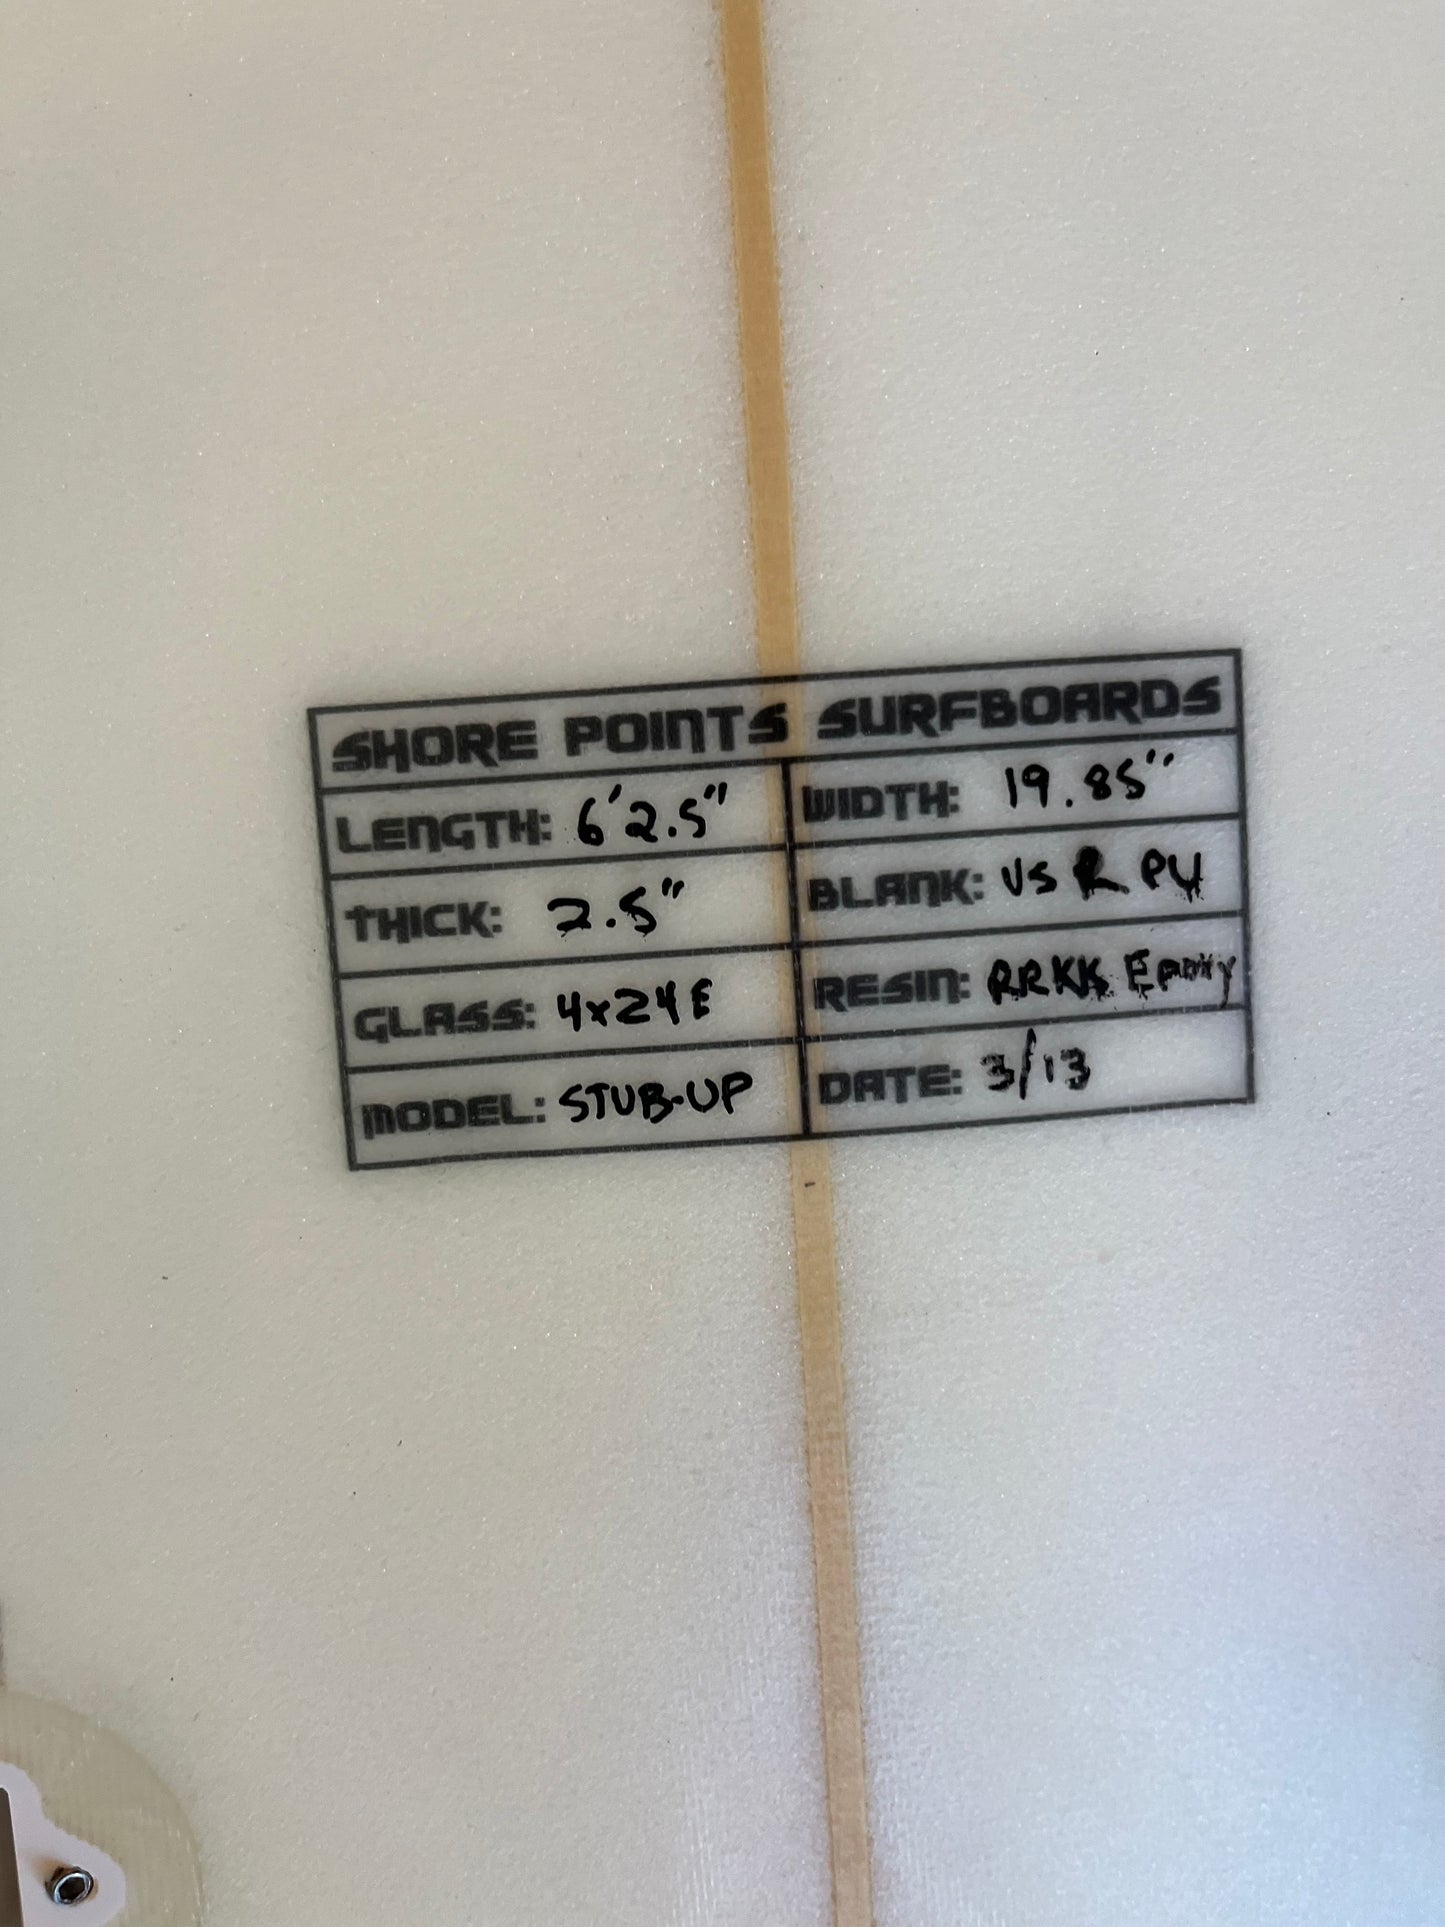 SHORE POINTS SURFBOARDS
LENGTH: 6'2.5" WIDTH: 19.85"
THICK: 2.5" BLANK: US R PU
GLASS: 4x24E RESIN: RRKK Epoxy
MODEL: STUB-UP DATE: 3/13